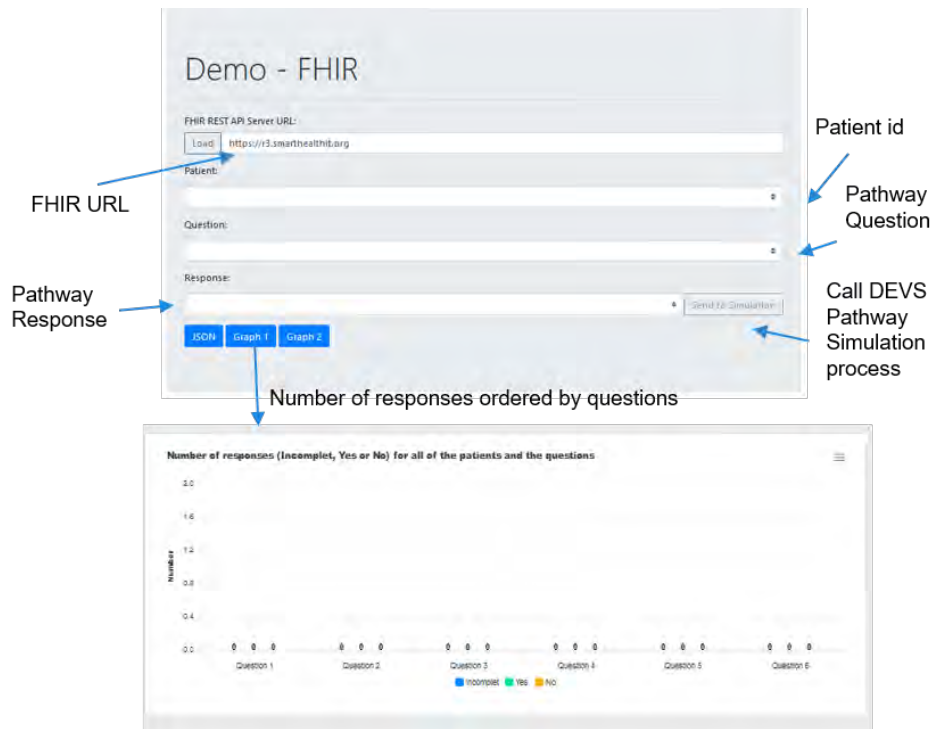 Demo - FHIR
FHIR REST API Server URL:
Load https://r3.smarthealthit.org
Patient:
Question:
Response:
Send to Simulation
JSON Graph 1 Graph 2
FHIR URL
Pathway
Response
Patient id
Pathway
Question
Call DEVS
Pathway
Simulation
process
Number of responses ordered by questions
Number of responses (Incomplet, Yes or No) for all of the patients and the questions
Number
2.0
1.6
1.2
0.8
0.4
0.0
0 0 0 0 0 0 0 0 0 0 0 0 0 0 0 0 0 0
Question 1 Question 2 Question 3 Question 4 Question 5 Question 6
Incomplet Yes No